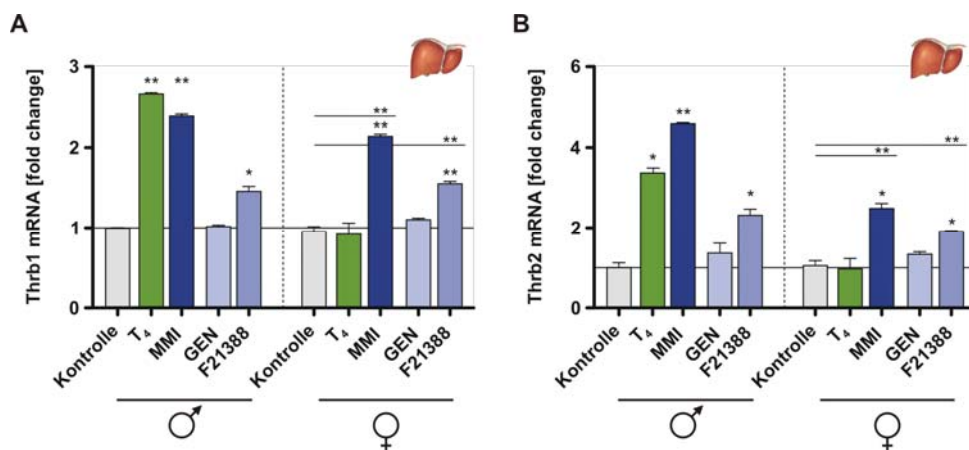 A
Thrb1 mRNA [fold change]
3
2
1
0
** **
*
**
**
**
**
Kontrolle
T4
MMI
GEN
F21388
Kontrolle
T4
MMI
GEN
F21388
♂
♀
B
Thrb2 mRNA [fold change]
6
4
2
0
*
**
*
**
**
*
*
Kontrolle
T4
MMI
GEN
F21388
Kontrolle
T4
MMI
GEN
F21388
♂
♀